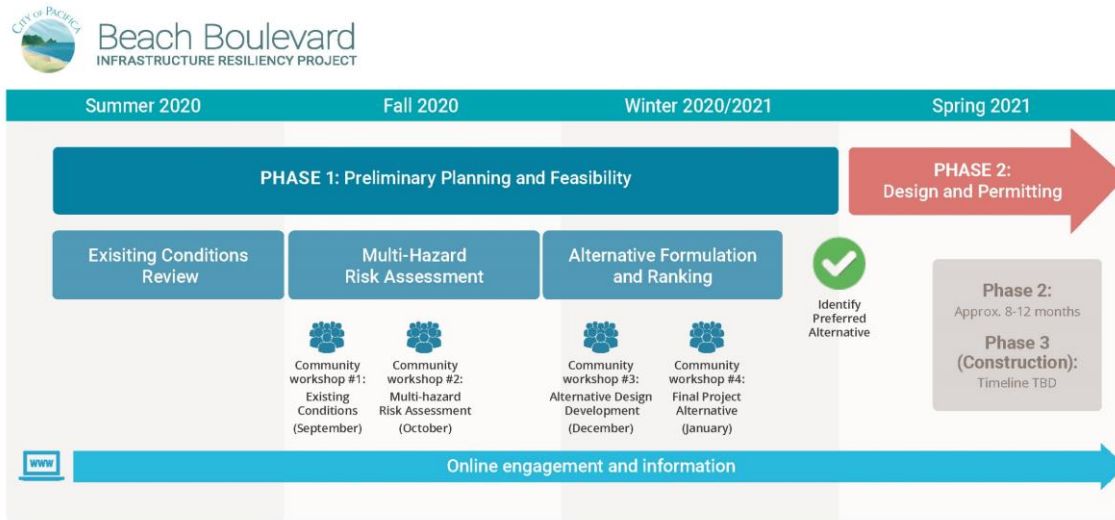 CITY OF PACIFICA
Beach Boulevard
INFRASTRUCTURE RESILIENCY PROJECT
Summer 2020
Fall 2020
Winter 2020/2021
Spring 2021
PHASE 1: Preliminary Planning and Feasibility
PHASE 2:
Design and Permitting
Exisiting Conditions
Review
Multi-Hazard
Risk Assessment
Alternative Formulation
and Ranking
Identify
Preferred
Alternative
Community
workshop #1:
Existing
Conditions
(September)
Community
workshop #2:
Multi-hazard
Risk Assessment
(October)
Community
workshop #3:
Alternative Design
Development
(December)
Community
workshop #4:
Final Project
Alternative
(January)
Phase 2:
Approx. 8-12 months
Phase 3
(Construction):
Timeline TBD
www
Online engagement and information